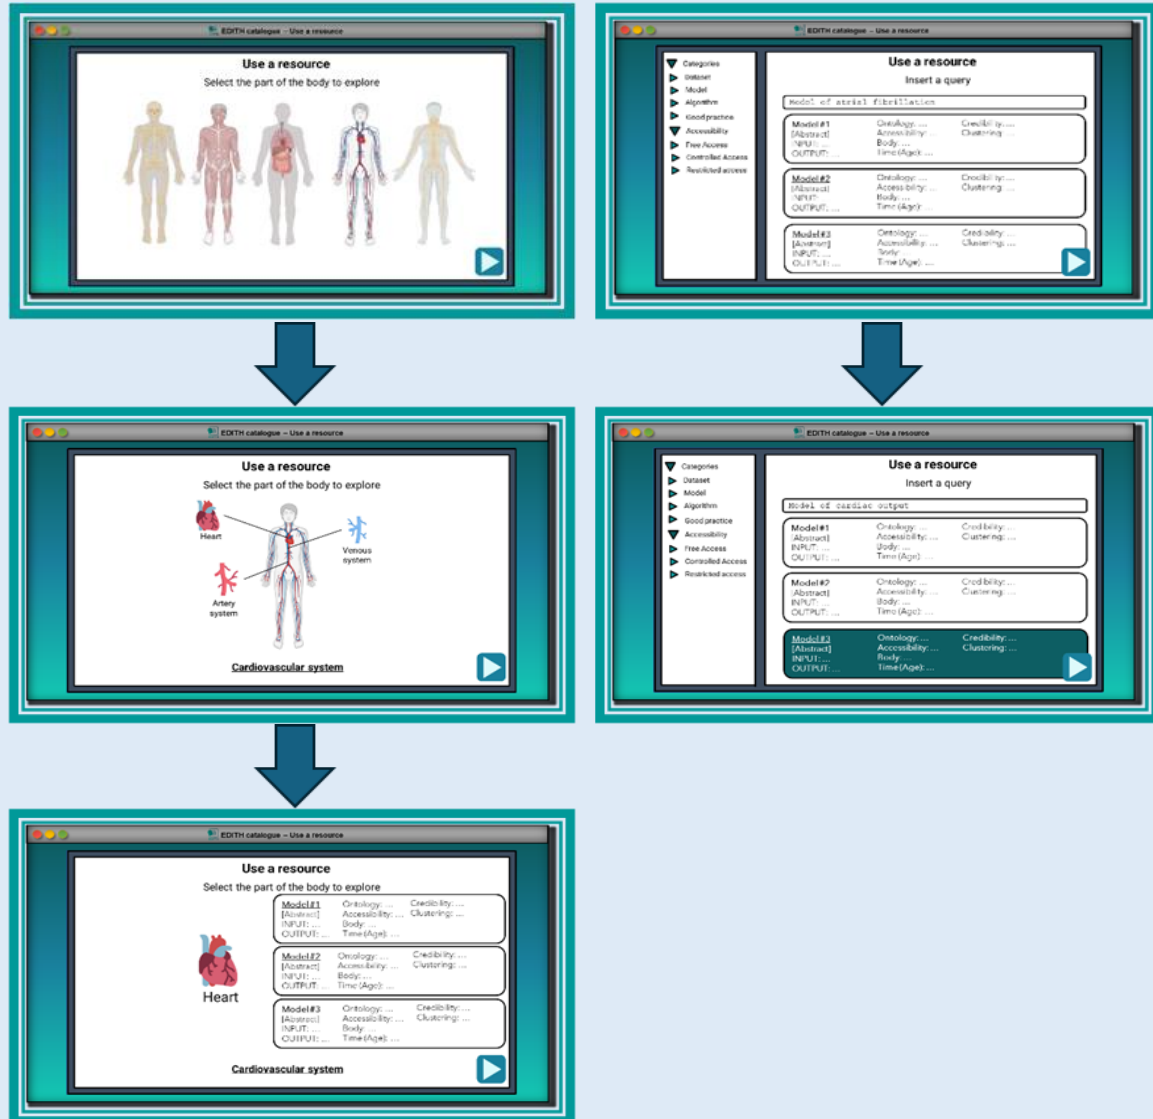 EDITH catalogue – Use a resource
Use a resource
Select the part of the body to explore
EDITH catalogue – Use a resource
Categories
Dataset
Model
Algorithm
Good practice
Accessibility
Free Access
Controlled Access
Restricted access
Use a resource
Insert a query
Model of atrial fibrillation
Model #1 Ontology: ... Credibility: ...
[Abstract] Accessibility: ... Clustering: ...
INPUT: ... Body: ...
OUTPUT: ... Time (Age): ...
Model #2 Ontology: ... Credibility: ...
[Abstract] Accessibility: ... Clustering: ...
INPUT: ... Body: ...
OUTPUT: ... Time (Age): ...
Model #3 Ontology: ... Credibility: ...
[Abstract] Accessibility: ... Clustering: ...
INPUT: ... Body: ...
OUTPUT: ... Time (Age): ...
EDITH catalogue – Use a resource
Use a resource
Select the part of the body to explore
Heart
Venous
system
Artery
system
Cardiovascular system
EDITH catalogue – Use a resource
Categories
Dataset
Model
Algorithm
Good practice
Accessibility
Free Access
Controlled Access
Restricted access
Use a resource
Insert a query
Model of cardiac output
Model #1 Ontology: ... Credibility: ...
[Abstract] Accessibility: ... Clustering: ...
INPUT: ... Body: ...
OUTPUT: ... Time (Age): ...
Model #2 Ontology: ... Credibility: ...
[Abstract] Accessibility: ... Clustering: ...
INPUT: ... Body: ...
OUTPUT: ... Time (Age): ...
Model #3 Ontology: ... Credibility: ...
[Abstract] Accessibility: ... Clustering: ...
INPUT: ... Body: ...
OUTPUT: ... Time (Age): ...
EDITH catalogue – Use a resource
Use a resource
Select the part of the body to explore
Model #1 Ontology: ... Credibility: ...
[Abstract] Accessibility: ... Clustering: ...
INPUT: ... Body: ...
OUTPUT: ... Time (Age): ...
Model #2 Ontology: ... Credibility: ...
[Abstract] Accessibility: ... Clustering: ...
INPUT: ... Body: ...
OUTPUT: ... Time (Age): ...
Model #3 Ontology: ... Credibility: ...
[Abstract] Accessibility: ... Clustering: ...
INPUT: ... Body: ...
OUTPUT: ... Time (Age): ...
Heart
Cardiovascular system